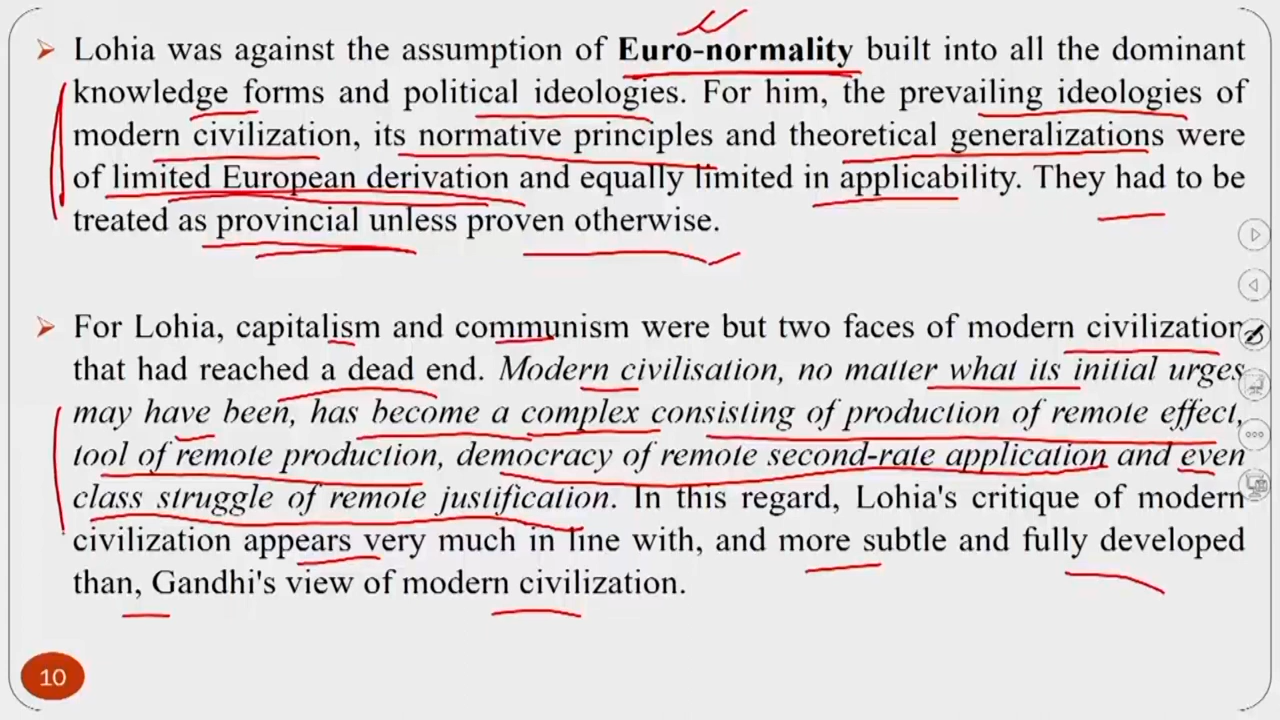 Lohia was against the assumption of Euro-normality built into all the dominant
knowledge forms and political ideologies. For him, the prevailing ideologies of
modern civilization, its normative principles and theoretical generalizations were
of limited European derivation and equally limited in applicability. They had to be
treated as provincial unless proven otherwise.
For Lohia, capitalism and communism were but two faces of modern civilization
that had reached a dead end. Modern civilisation, no matter what its initial urges
may have been, has become a complex consisting of production of remote effect,
tool of remote production, democracy of remote second-rate application and even
class struggle of remote justification. In this regard, Lohia's critique of modern
civilization appears very much in line with, and more subtle and fully developed
than, Gandhi's view of modern civilization.
10